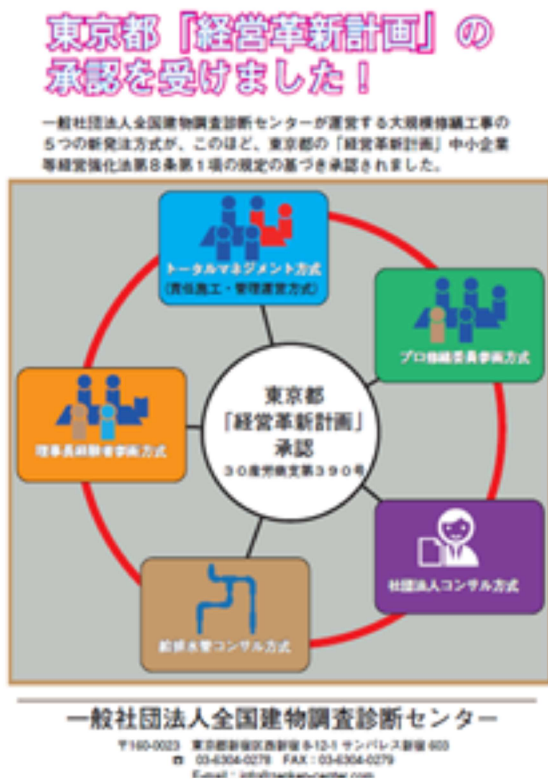 東京都「経営革新計画」の
承認を受けました！
一般社団法人全国建物調査診断センターが運営する大規模修繕工事の
５つの新発注方式が、このほど、東京都の「経営革新計画」中小企業
等経営強化法第８条第１項の規定の基づき承認されました。
トータルマネジメント方式
(責任施工・管理運営方式)
プロ修繕委員参画方式
東京都
「経営革新計画」
承認
３０産労商支第３９０号
理事長経験者参画方式
社団法人コンサル方式
給排水管コンサル方式
一般社団法人全国建物調査診断センター
〒160-0023 東京都新宿区西新宿 8-12-1 サンパレス新宿 603
☎ 03-6304-0278 FAX：03-6304-0279
E-mail：info@zenken-center.com